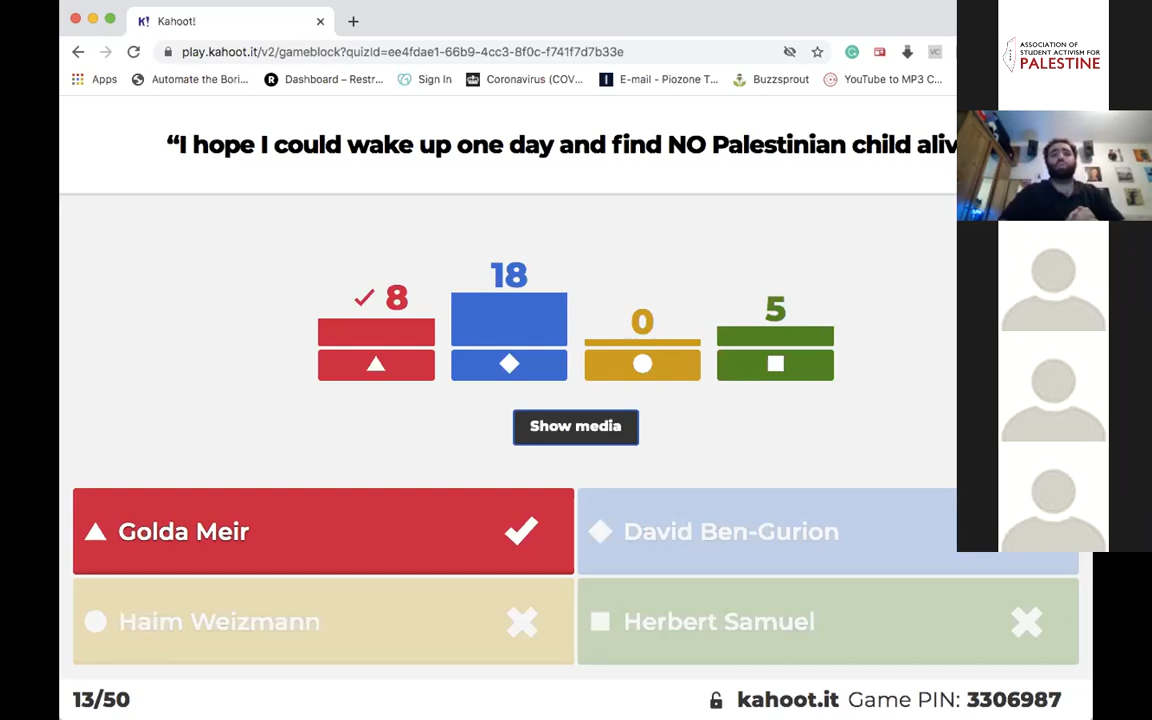 Kahoot!
play.kahoot.it/v2/gameblock?quizid=ee4fdae1-66b9-4cc3-8f0c-f741f7d7b33e
Apps Automate the Bori... Dashboard – Restr... Sign In Coronavirus (COV... E-mail - Piozone T... Buzzsprout YouTube to MP3 C...
ASSOCIATION OF
STUDENT ACTIVISM FOR
PALESTINE
“I hope I could wake up one day and find NO Palestinian child aliv
8
18
0
5
Show media
Golda Meir
David Ben-Gurion
Haim Weizmann
Herbert Samuel
13/50
kahoot.it Game PIN: 3306987